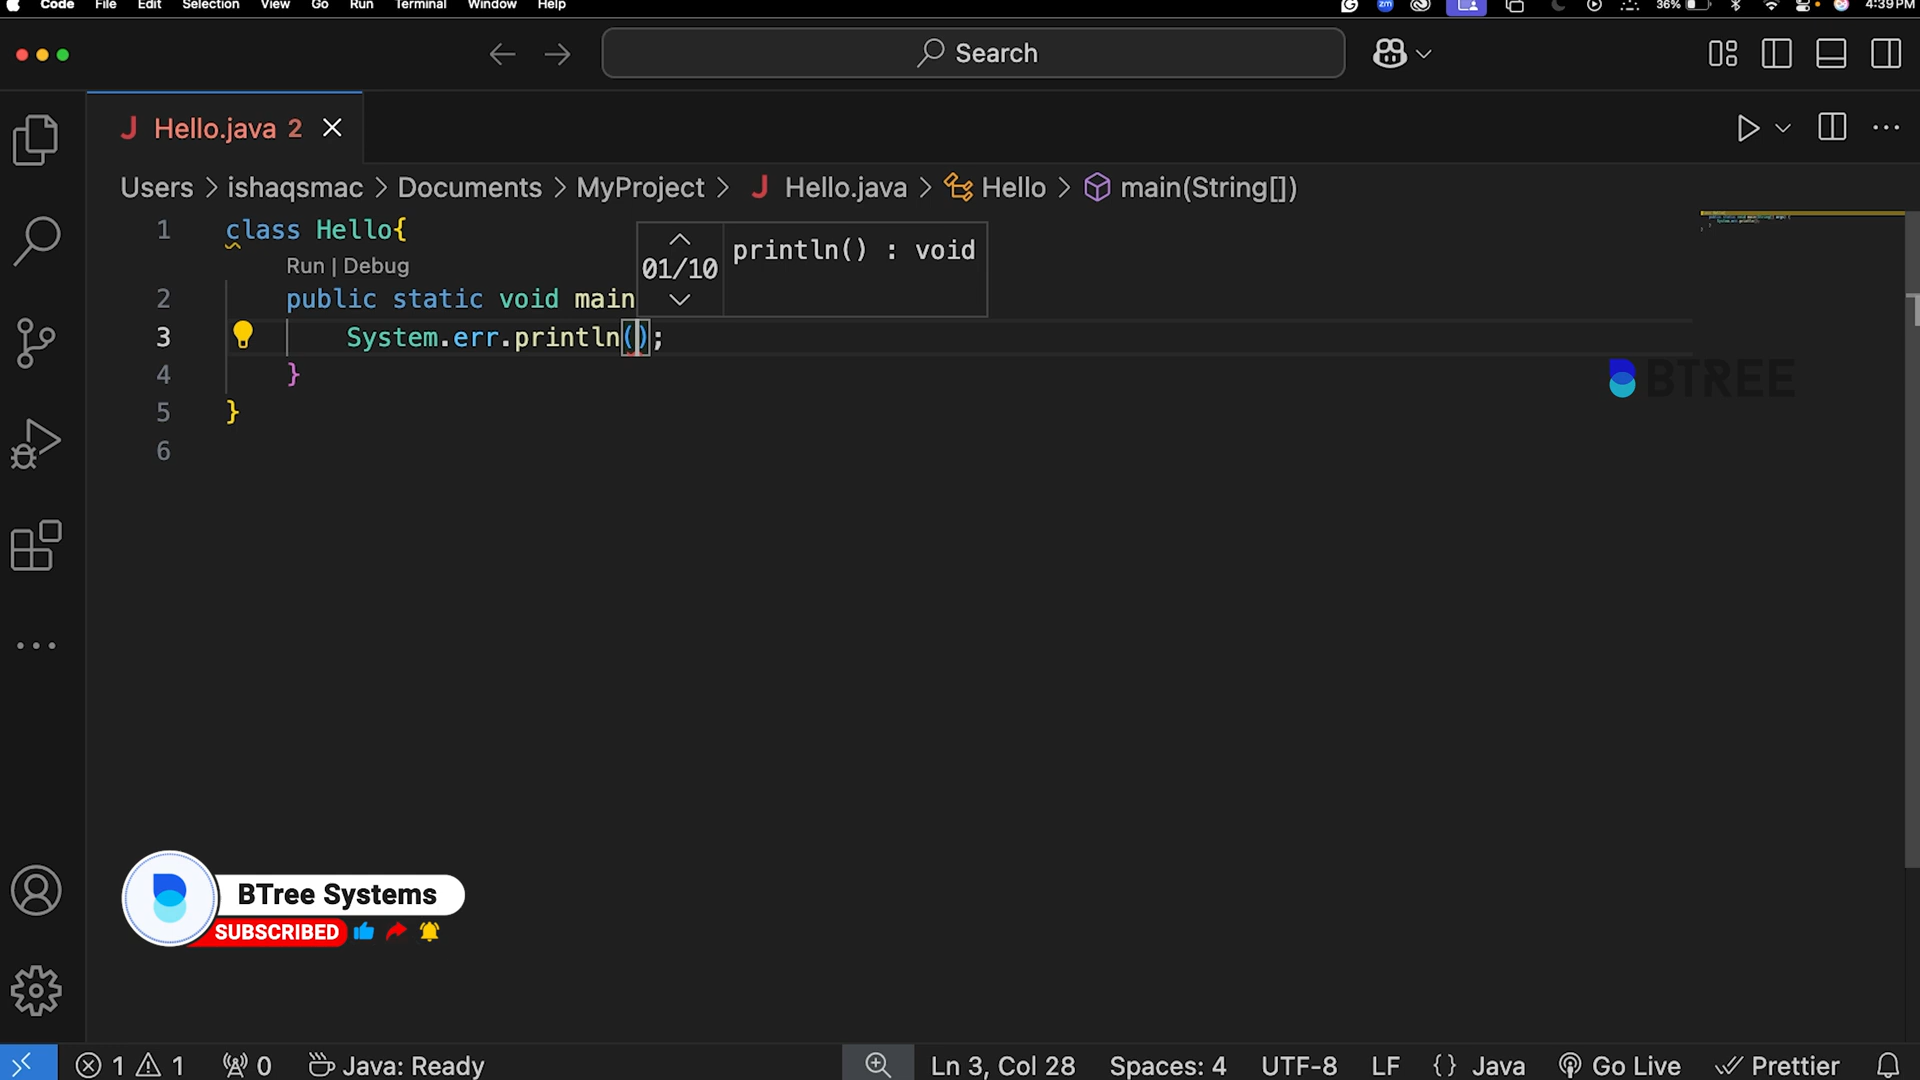 Code File Edit Selection View Go Run Terminal Window Help zm 36% 4:39PM
Search
J Hello.java 2
Users > ishaqsmac > Documents > MyProject > J Hello.java > Hello > main(String[])
1 class Hello{
Run | Debug
01/10 println() : void
2 public static void main
3 System.err.println();
4 }
5 }
6
BTREE
BTree Systems
SUBSCRIBED
1 1 0 Java: Ready Ln 3, Col 28 Spaces: 4 UTF-8 LF {} Java Go Live Prettier